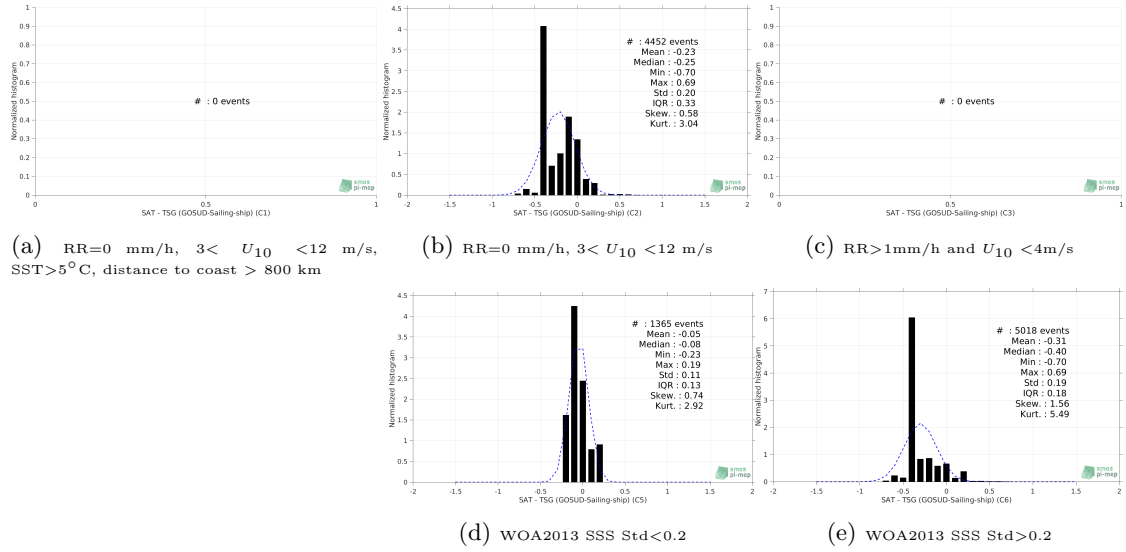 1
0.9
0.8
0.7
0.6
0.5
0.4
0.3
0.2
0.1
0
Normalized histogram
# : 0 events
0 0.5 1
SAT - TSG (GOSUD-Sailing-ship) (C1)
smos
pi-mep
(a) RR=0 mm/h, 3< U10 <12 m/s,
SST>5°C, distance to coast > 800 km
4.5
4
3.5
3
2.5
2
1.5
1
0.5
0
Normalized histogram
# : 4452 events
Mean : -0.23
Median : -0.25
Min : -0.70
Max : 0.69
Std : 0.20
IQR : 0.33
Skew. : 0.58
Kurt. : 3.04
-2 -1.5 -1 -0.5 0 0.5 1 1.5 2
SAT - TSG (GOSUD-Sailing-ship) (C2)
smos
pi-mep
(b) RR=0 mm/h, 3< U10 <12 m/s
1
0.9
0.8
0.7
0.6
0.5
0.4
0.3
0.2
0.1
0
Normalized histogram
# : 0 events
0 0.5 1
SAT - TSG (GOSUD-Sailing-ship) (C3)
smos
pi-mep
(c) RR>1mm/h and U10 <4m/s
4.5
4
3.5
3
2.5
2
1.5
1
0.5
0
Normalized histogram
# : 1365 events
Mean : -0.05
Median : -0.08
Min : -0.23
Max : 0.19
Std : 0.11
IQR : 0.13
Skew. : 0.74
Kurt. : 2.92
-2 -1.5 -1 -0.5 0 0.5 1 1.5 2
SAT - TSG (GOSUD-Sailing-ship) (C5)
smos
pi-mep
(d) WOA2013 SSS Std<0.2
7
6
5
4
3
2
1
0
Normalized histogram
# : 5018 events
Mean : -0.31
Median : -0.40
Min : -0.70
Max : 0.69
Std : 0.19
IQR : 0.18
Skew. : 1.56
Kurt. : 5.49
-2 -1.5 -1 -0.5 0 0.5 1 1.5 2
SAT - TSG (GOSUD-Sailing-ship) (C6)
smos
pi-mep
(e) WOA2013 SSS Std>0.2